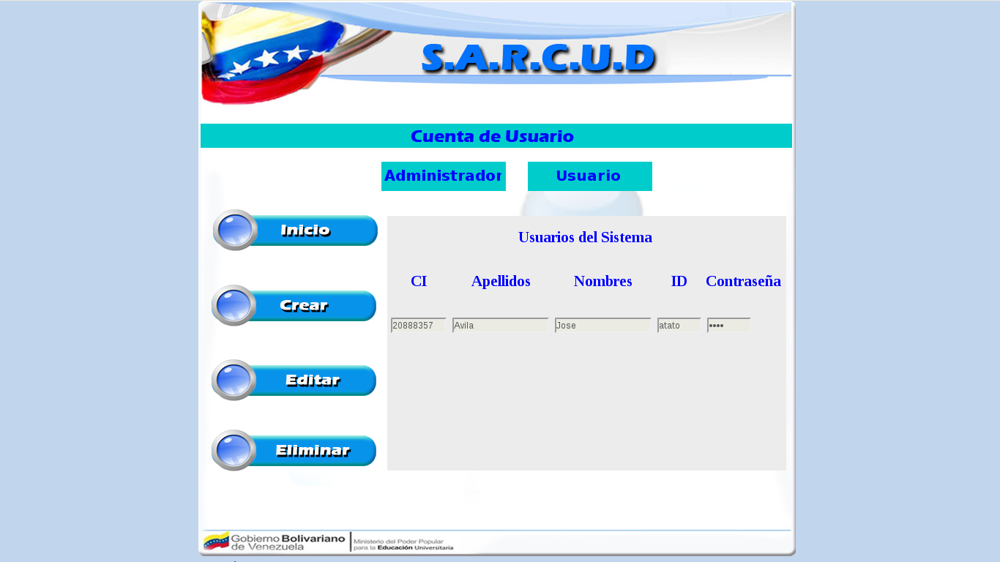 S.A.R.C.U.D
Cuenta de Usuario
Administrador
Usuario
Inicio
Crear
Editar
Eliminar
Usuarios del Sistema
CI Apellidos Nombres ID Contraseña
20888357 Avila Jose atato ••••
Gobierno Bolivariano
de Venezuela
Ministerio del Poder Popular
para la Educación Universitaria